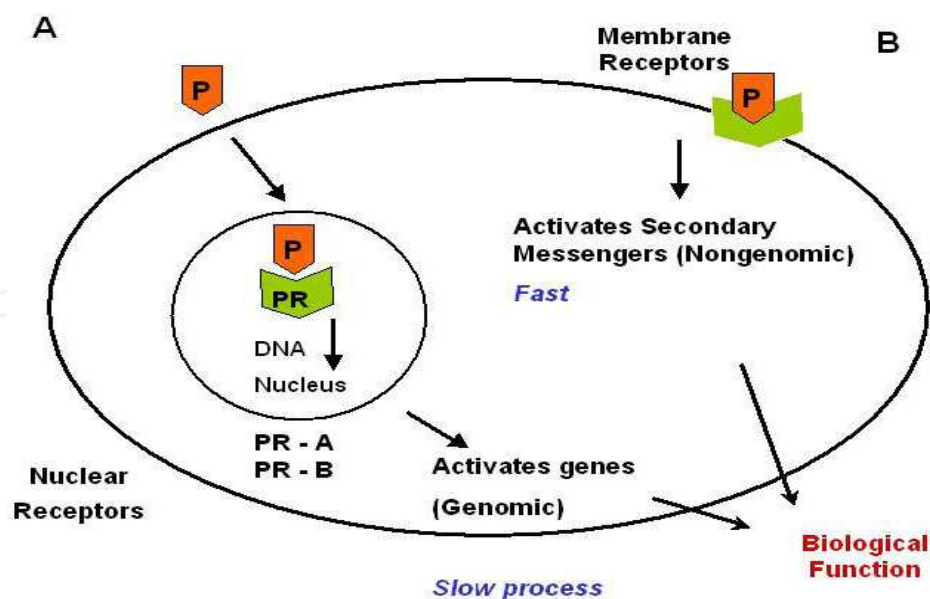 A
P
P
PR
DNA
Nucleus
PR - A
PR - B
Nuclear
Receptors
Activates genes
(Genomic)
Slow process
B
Membrane
Receptors
P
Activates Secondary
Messengers (Nongenomic)
Fast
Biological
Function